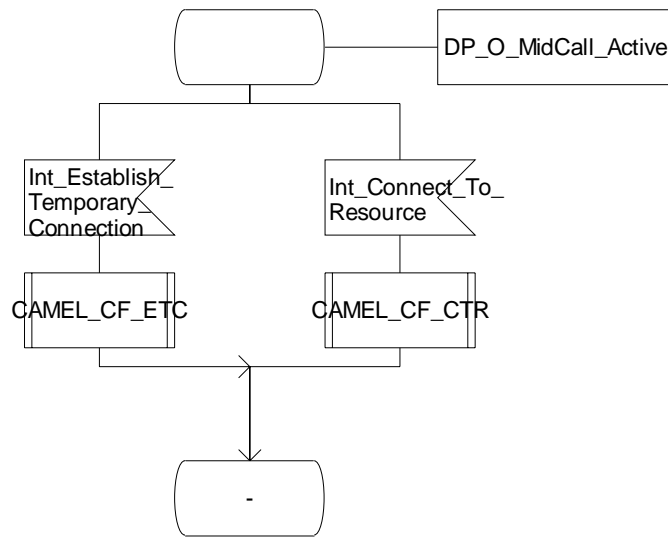 DP_O_MidCall_Active
Int_Establish_
Temporary_
Connection
Int_Connect_To_
Resource
CAMEL_CF_ETC
CAMEL_CF_CTR
-